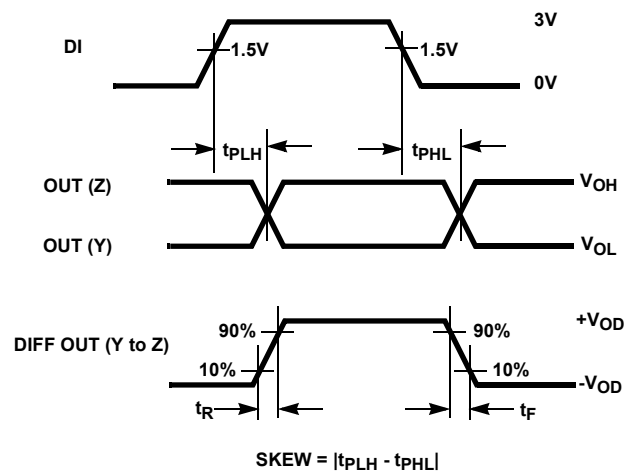 3V
DI
1.5V
1.5V
0V
tPLH
tPHL
OUT (Z)
VOH
OUT (Y)
VOL
90%
90%
+VOD
DIFF OUT (Y to Z)
10%
10%
-VOD
tR
tF
SKEW = |tPLH - tPHL|